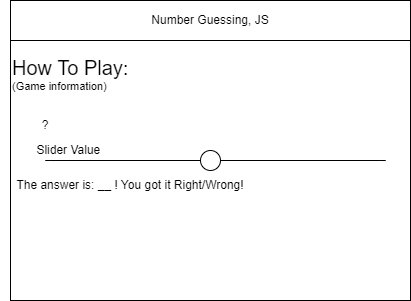 Number Guessing, JS
How To Play:
(Game information)
?
Slider Value
The answer is: __ ! You got it Right/Wrong!